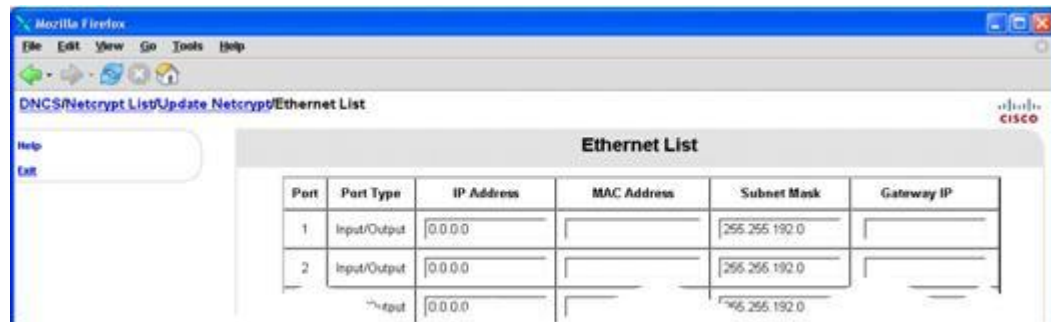 Mozilla Firefox
File Edit View Go Tools Help
DNCS/Netcrypt List/Update Netcrypt/Ethernet List
CISCO
Help
Exit
Ethernet List
Port Port Type IP Address MAC Address Subnet Mask Gateway IP
1 Input/Output 0.0.0.0 255.255.192.0
2 Input/Output 0.0.0.0 255.255.192.0
0.0.0.0 255.192.0